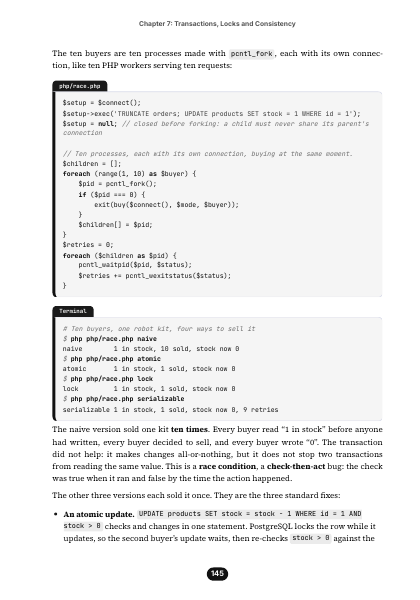 Chapter 7: Transactions, Locks and Consistency
The ten buyers are ten processes made with pcntl_fork, each with its own connec-
tion, like ten PHP workers serving ten requests:
php/race.php
$setup = $connect();
$setup->exec('TRUNCATE orders; UPDATE products SET stock = 1 WHERE id = 1');
$setup = null; // closed before forking: a child must never share its parent's
connection
// Ten processes, each with its own connection, buying at the same moment.
$children = [];
foreach (range(1, 10) as $buyer) {
    $pid = pcntl_fork();
    if ($pid === 0) {
        exit(buy($connect(), $mode, $buyer));
    }
    $children[] = $pid;
}
$retries = 0;
foreach ($children as $pid) {
    pcntl_waitpid($pid, $status);
    $retries += pcntl_wexitstatus($status);
}
Terminal
# Ten buyers, one robot kit, four ways to sell it
$ php php/race.php naive
naive        1 in stock, 10 sold, stock now 0
$ php php/race.php atomic
atomic       1 in stock, 1 sold, stock now 0
$ php php/race.php lock
lock         1 in stock, 1 sold, stock now 0
$ php php/race.php serializable
serializable 1 in stock, 1 sold, stock now 0, 9 retries
The naive version sold one kit ten times. Every buyer read “1 in stock” before anyone
had written, every buyer decided to sell, and every buyer wrote “0”. The transaction
did not help: it makes changes all-or-nothing, but it does not stop two transactions
from reading the same value. This is a race condition, a check-then-act bug: the check
was true when it ran and false by the time the action happened.
The other three versions each sold it once. They are the three standard fixes:
• An atomic update. UPDATE products SET stock = stock - 1 WHERE id = 1 AND
stock > 0 checks and changes in one statement. PostgreSQL locks the row while it
updates, so the second buyer’s update waits, then re-checks stock > 0 against the
145